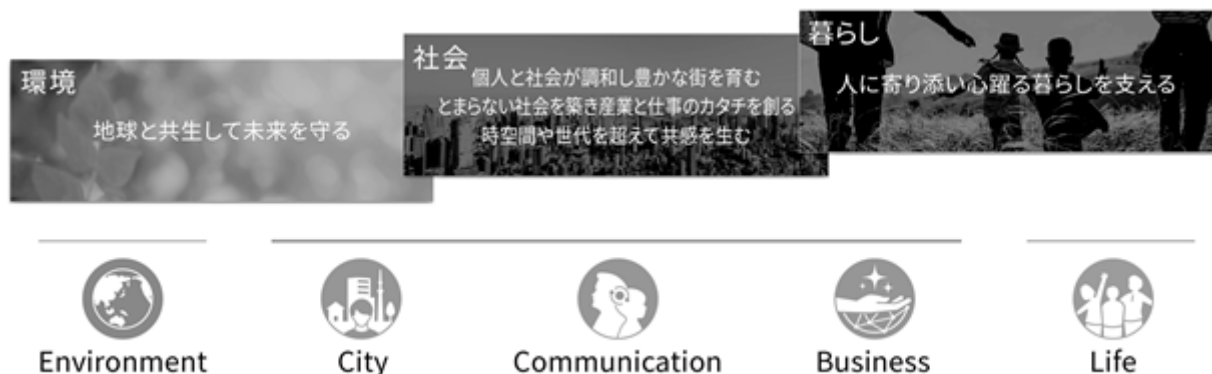 環境
地球と共生して未来を守る
社会
個人と社会が調和し豊かな街を育む
とまらない社会を築き産業と仕事のカタチを創る
時空間や世代を超えて共感を生む
暮らし
人に寄り添い心躍る暮らしを支える
Environment
City
Communication
Business
Life